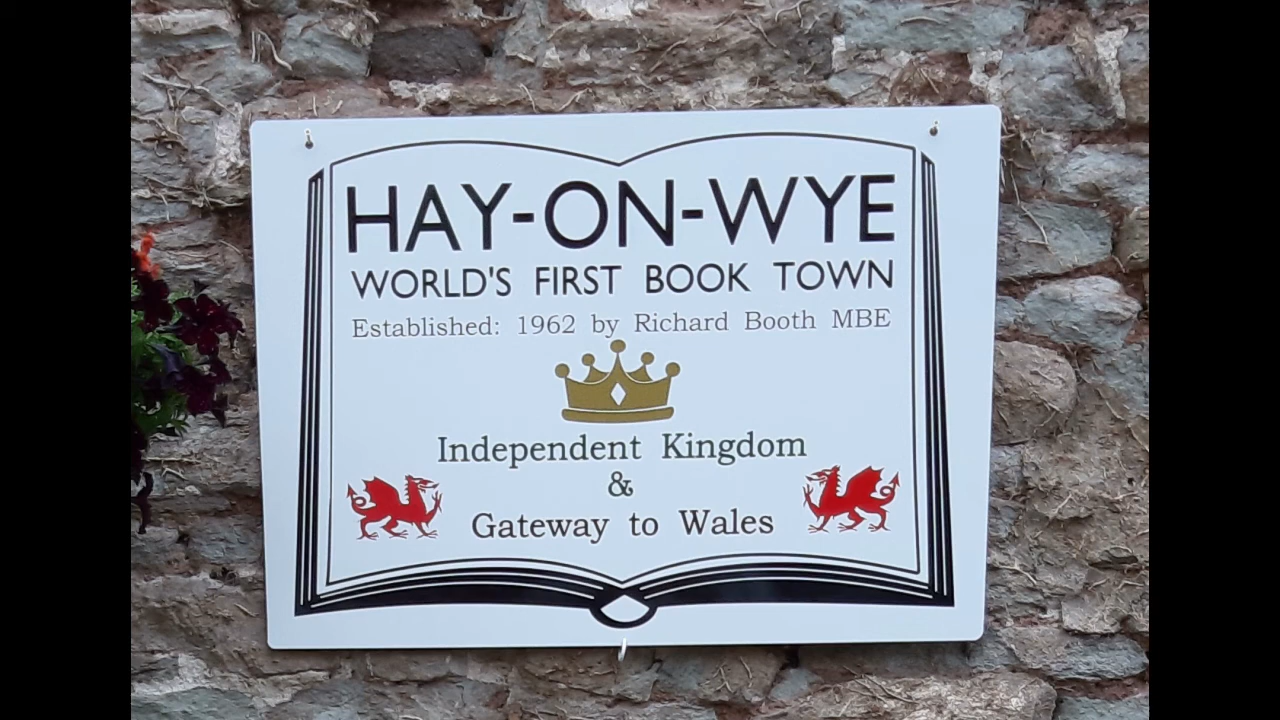 HAY-ON-WYE
WORLD'S FIRST BOOK TOWN
Established: 1962 by Richard Booth MBE
Independent Kingdom
&
Gateway to Wales